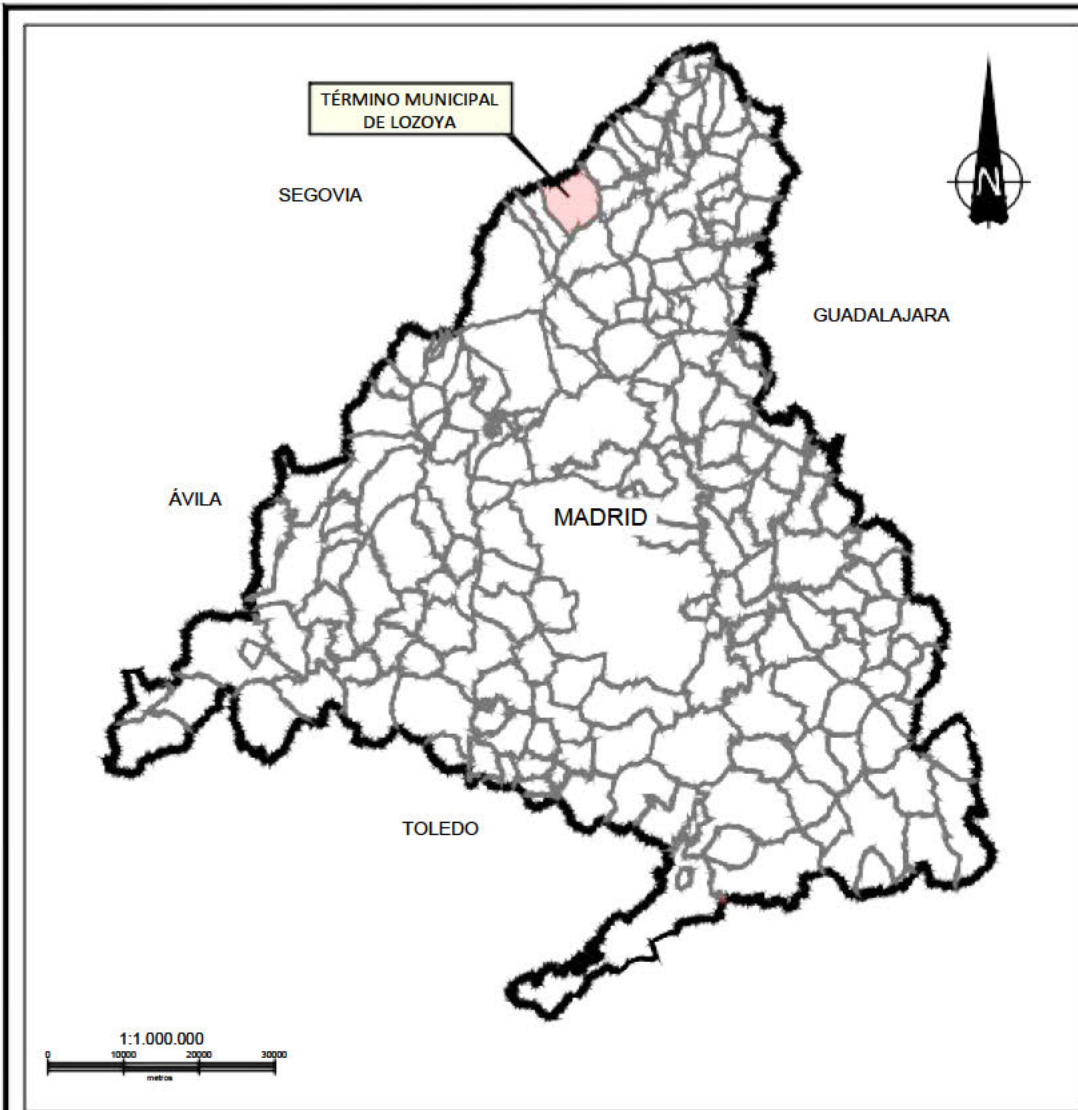 TÉRMINO MUNICIPAL
DE LOZOYA
SEGOVIA
N
GUADALAJARA
ÁVILA
MADRID
TOLEDO
1:1.000.000
0 10000 20000 30000
metros